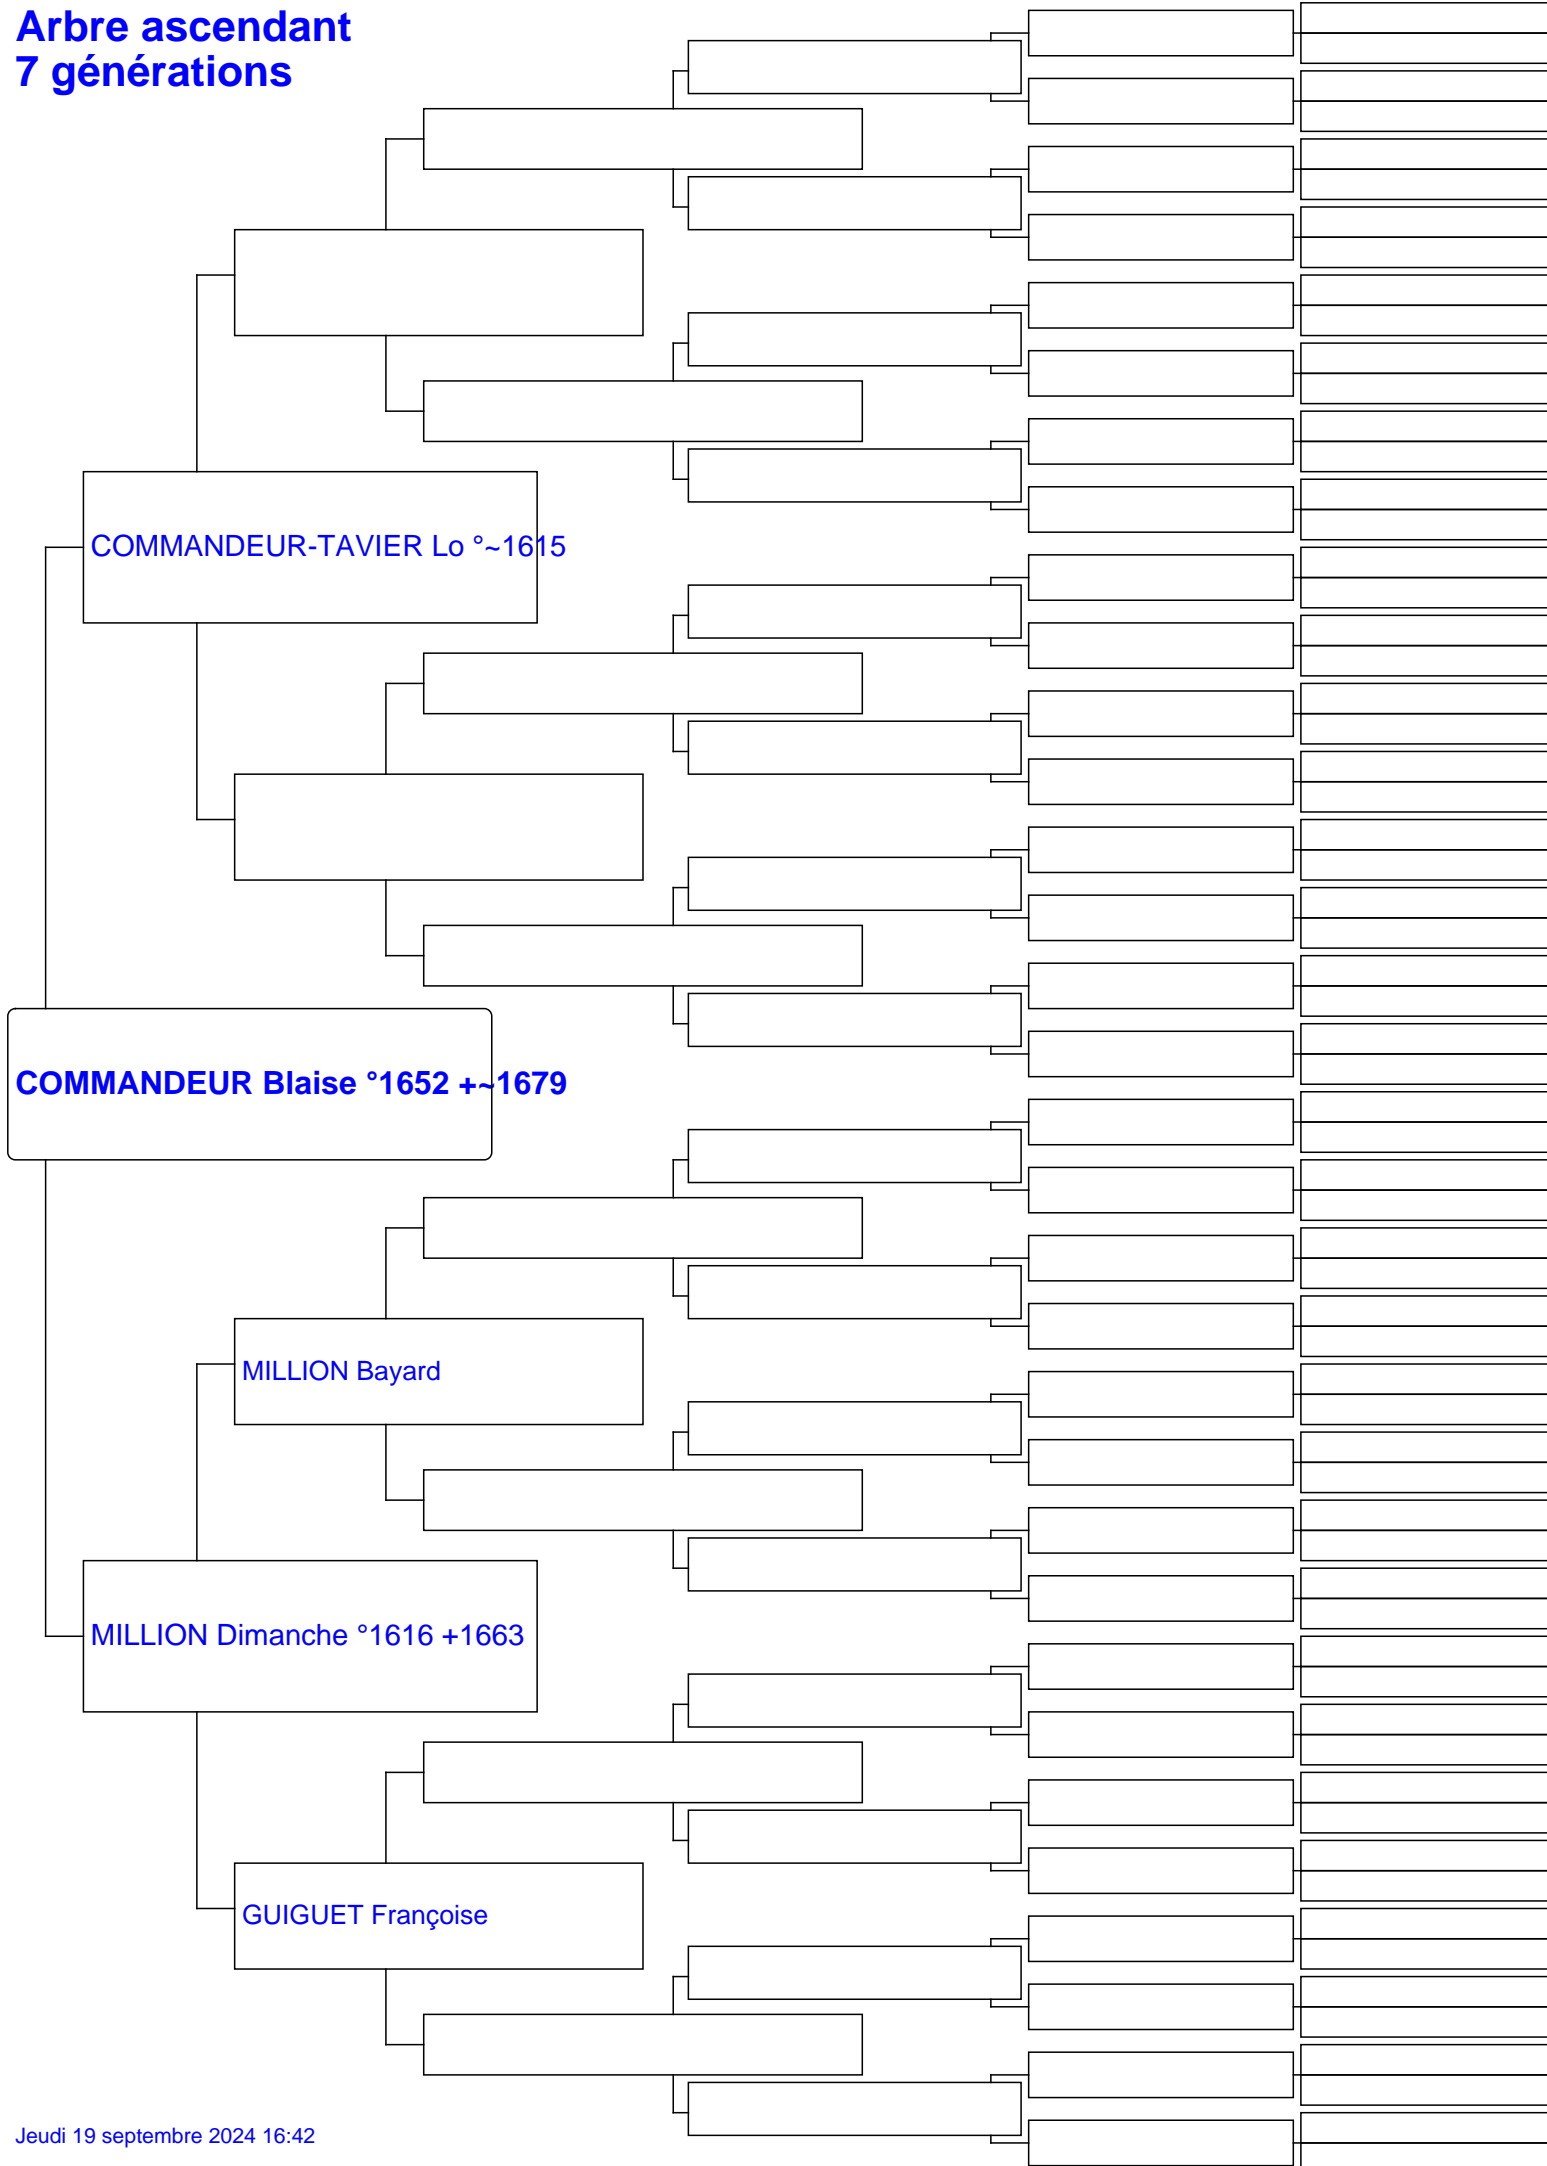 Arbre ascendant
7 générations
COMMANDEUR-TAVIER Lo °~1615
COMMANDEUR Blaise °1652 +~1679
MILLION Bayard
MILLION Dimanche °1616 +1663
GUIGUET Françoise
Jeudi 19 septembre 2024 16:42